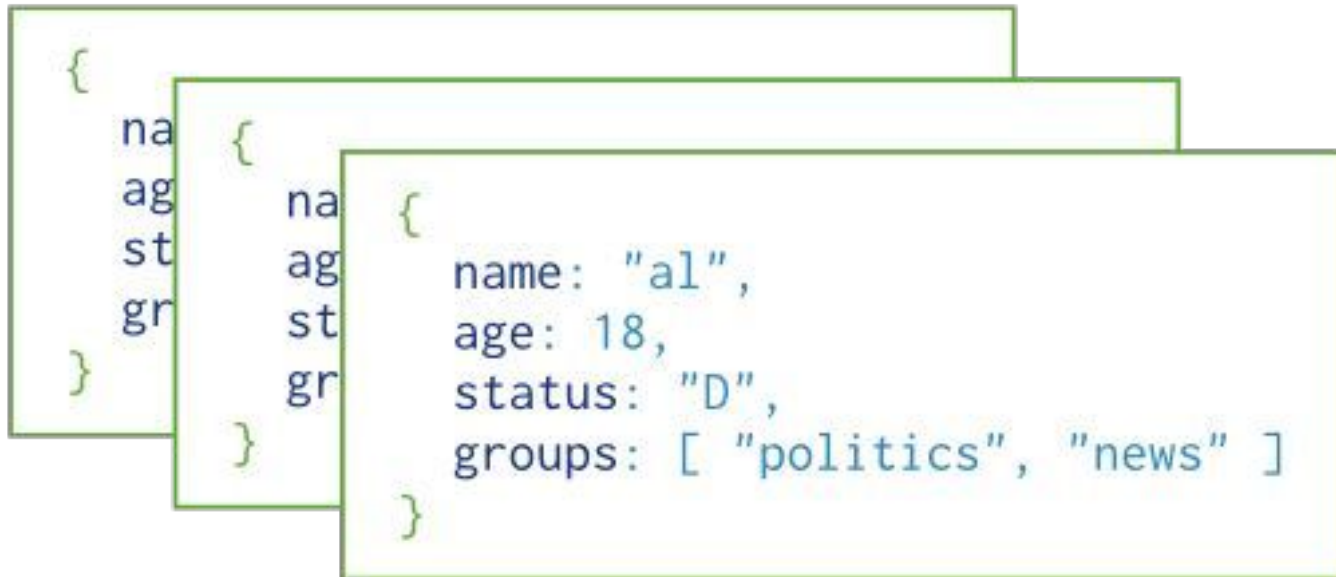 {
na
ag
st
gr
}
{
na
ag
st
gr
}
{
name: "al",
age: 18,
status: "D",
groups: [ "politics", "news" ]
}